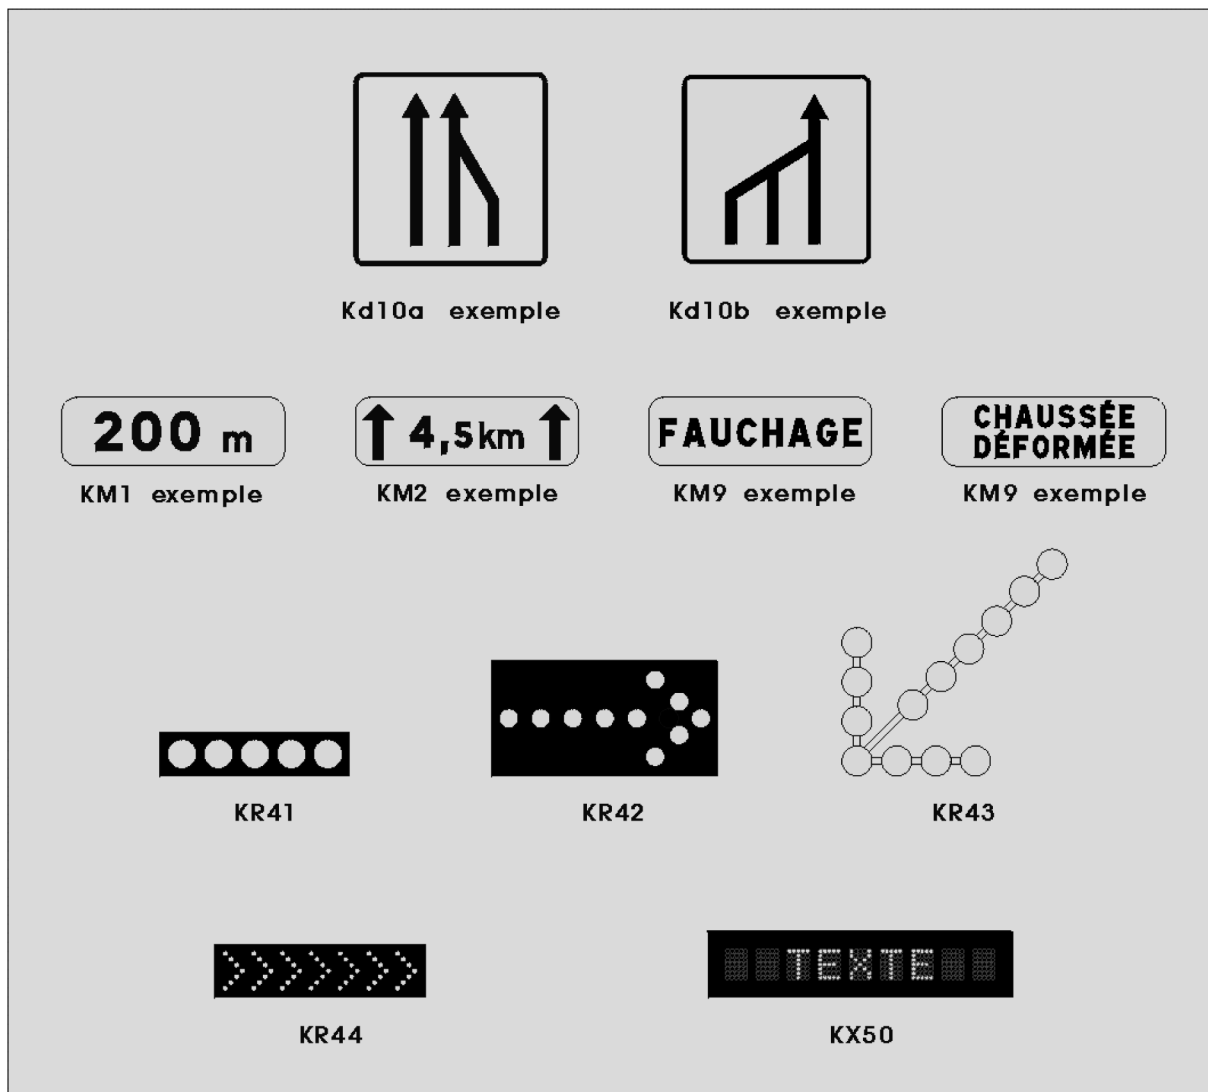 Kd10a exemple
Kd10b exemple
200 m
4,5km
FAUCHAGE
CHAUSSÉE
DÉFORMÉE
KM1 exemple
KM2 exemple
KM9 exemple
KM9 exemple
KR41
KR42
KR43
TEXTE
KR44
KX50